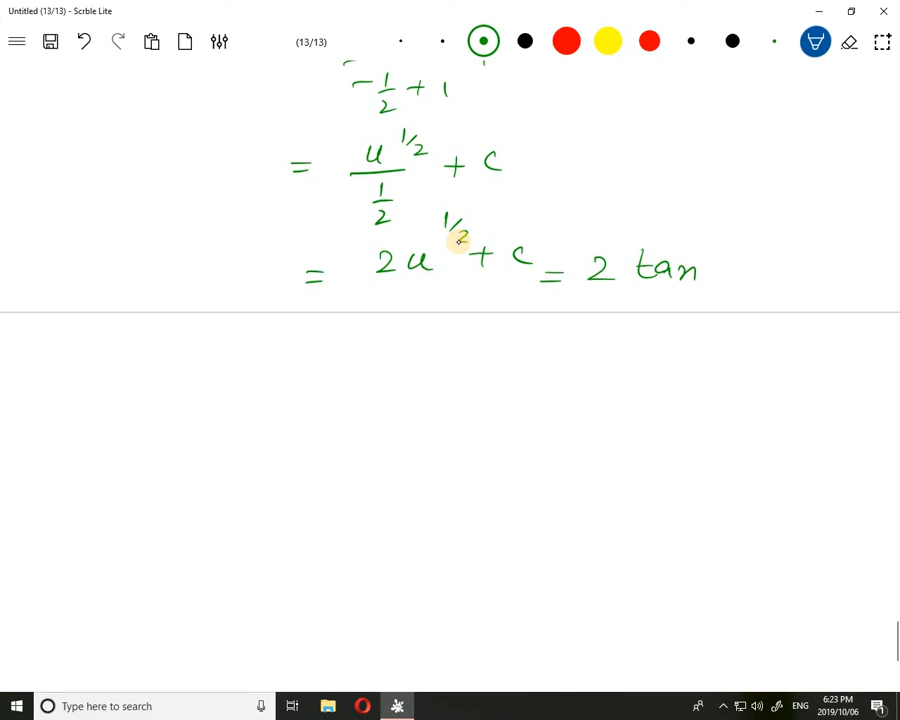 Untitled (13/13) - Scrble Lite
(13/13)
-1/2 + 1
= u^1/2 / 1/2 + c
= 2u^1/2 + c = 2 tan
Type here to search
ENG
6:23 PM
2019/10/06
1